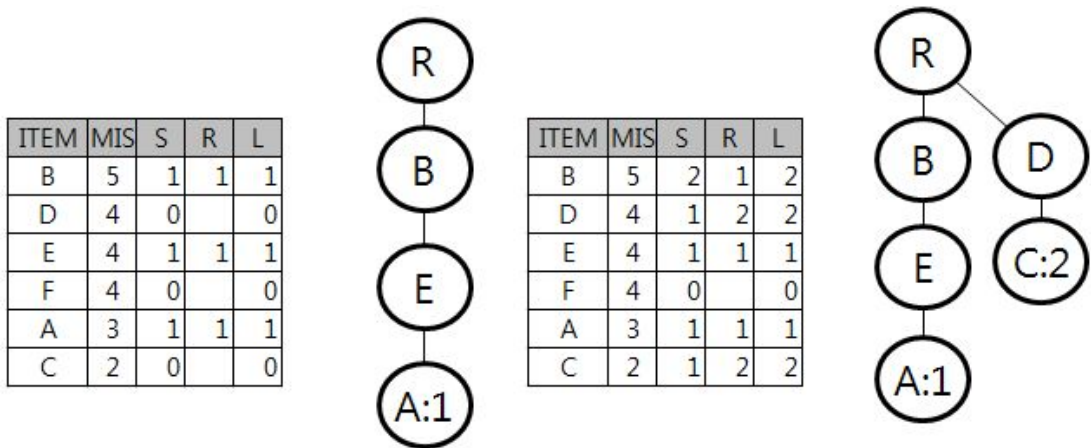 ITEM MIS S R L
B 5 1 1 1
D 4 0 0
E 4 1 1 1
F 4 0 0
A 3 1 1 1
C 2 0 0
R
B
E
A:1
ITEM MIS S R L
B 5 2 1 2
D 4 1 2 2
E 4 1 1 1
F 4 0 0
A 3 1 1 1
C 2 1 2 2
R
B D
E C:2
A:1